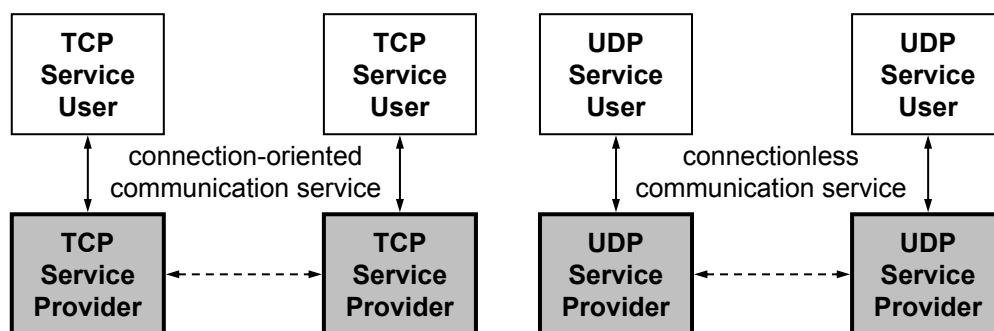 TCP
Service
User
TCP
Service
User
UDP
Service
User
UDP
Service
User
connection-oriented
communication service
connectionless
communication service
TCP
Service
Provider
TCP
Service
Provider
UDP
Service
Provider
UDP
Service
Provider